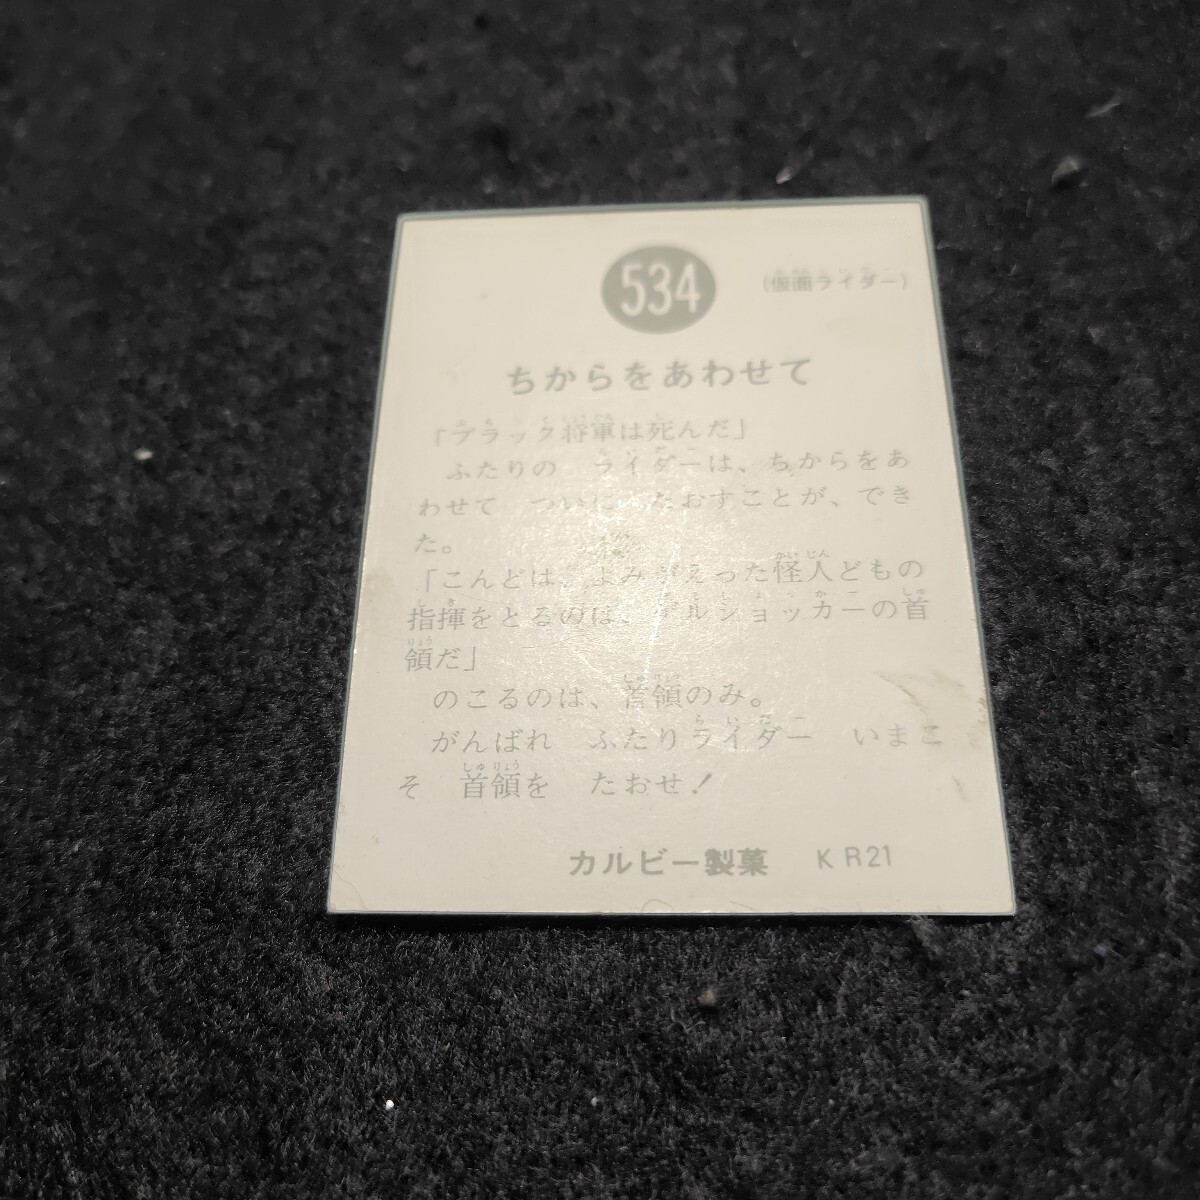 534
(仮面ライダー)
ちからをあわせて
「ブラック将軍は死んだ」
ふたりの ライダーは、ちからをあ
わせて ついに たおすことが、でき
た。
「こんどは、よみがえった怪人どもの
指揮をとるのは、ゲルショッカーの首
領だ」
のこるのは、首領のみ。
がんばれ ふたりライダー いまこ
そ 首領を たおせ！
カルビー製菓 KR21